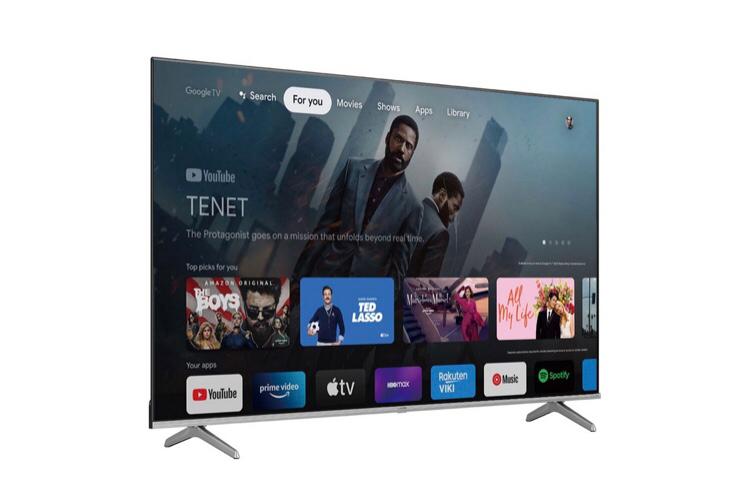 Google TV
Search
For you
Movies
Shows
Apps
Library
YouTube
TENET
The Protagonist goes on a mission that unfolds beyond real time.
Top picks for you
AMAZON ORIGINAL
THE BOYS
TED LASSO
All My Life
Your apps
YouTube
prime video
tv
HBOmax
Rakuten VIKI
Music
Spotify